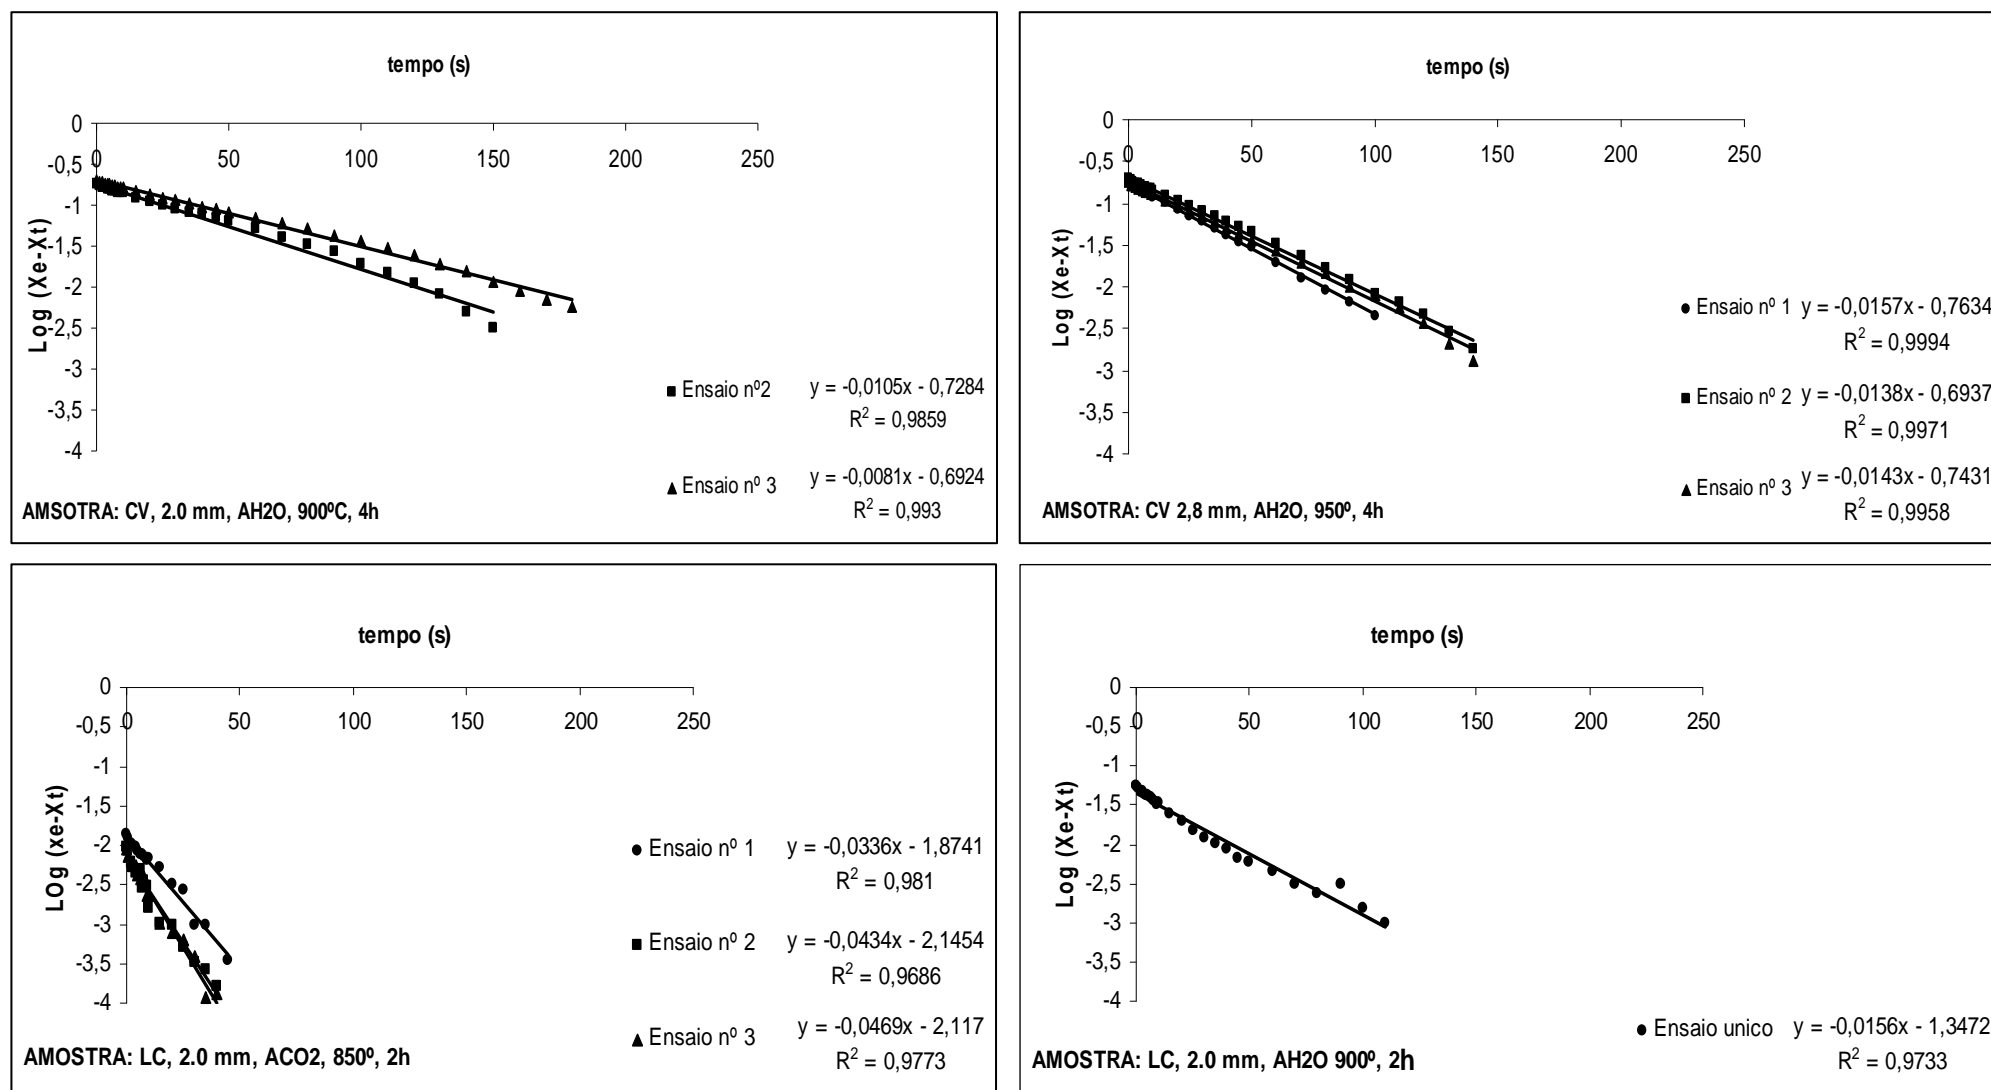 tempo (s)
0
-0,5
-1
-1,5
-2
-2,5
-3
-3,5
-4
0 50 100 150 200 250
Log (Xe-Xt)
Ensaio nº2 y = -0,0105x - 0,7284
R2 = 0,9859
Ensaio nº 3 y = -0,0081x - 0,6924
R2 = 0,993
AMSOTRA: CV, 2.0 mm, AH2O, 900ºC, 4h
tempo (s)
0
-0,5
-1
-1,5
-2
-2,5
-3
-3,5
-4
0 50 100 150 200 250
Log (Xe-Xt)
Ensaio nº 1 y = -0,0157x - 0,7634
R2 = 0,9994
Ensaio nº 2 y = -0,0138x - 0,6937
R2 = 0,9971
Ensaio nº 3 y = -0,0143x - 0,7431
R2 = 0,9958
AMSOTRA: CV 2,8 mm, AH2O, 950º, 4h
tempo (s)
0
-0,5
-1
-1,5
-2
-2,5
-3
-3,5
-4
0 50 100 150 200 250
LOg (xe-Xt)
Ensaio nº 1 y = -0,0336x - 1,8741
R2 = 0,981
Ensaio nº 2 y = -0,0434x - 2,1454
R2 = 0,9686
Ensaio nº 3 y = -0,0469x - 2,117
R2 = 0,9773
AMOSTRA: LC, 2.0 mm, ACO2, 850º, 2h
tempo (s)
0
-0,5
-1
-1,5
-2
-2,5
-3
-3,5
-4
0 50 100 150 200 250
Log (Xe-Xt)
Ensaio unico y = -0,0156x - 1,3472
R2 = 0,9733
AMOSTRA: LC, 2.0 mm, AH2O 900º, 2h